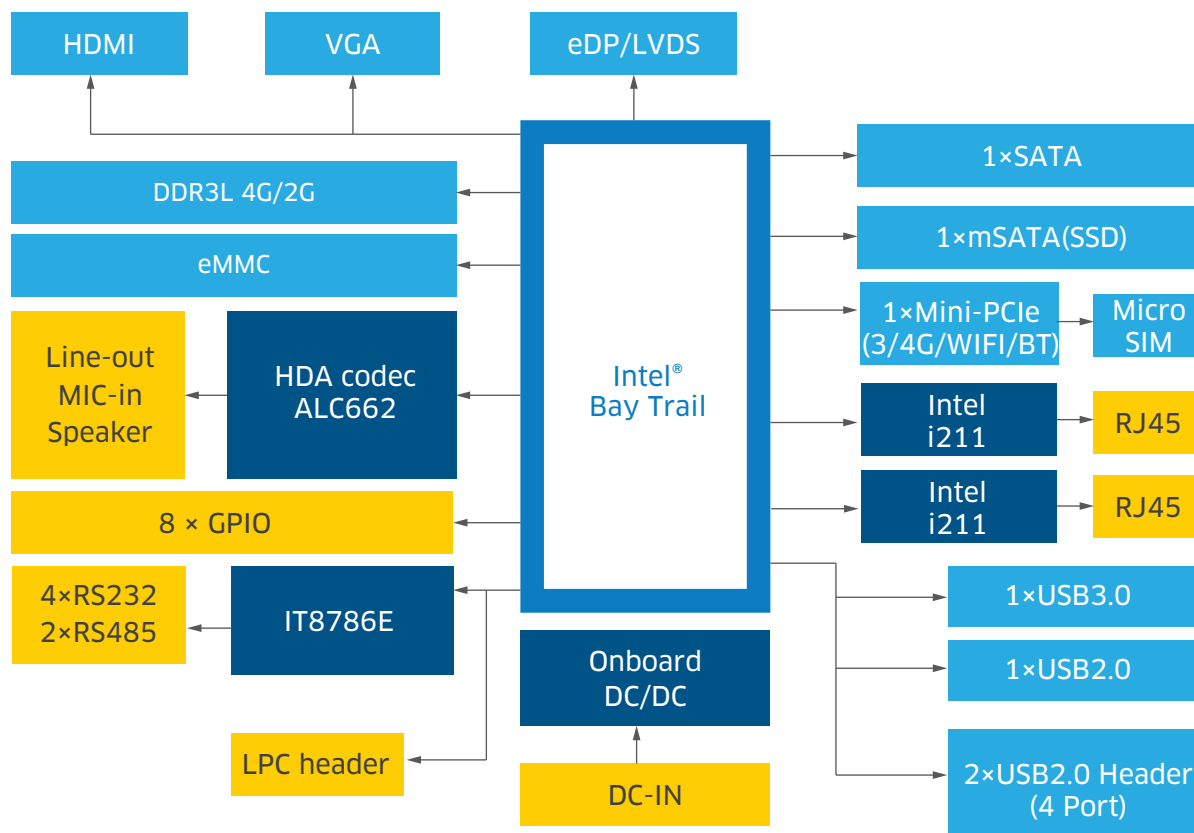 HDMI
VGA
eDP/LVDS
DDR3L 4G/2G
eMMC
Line-out
MIC-in
Speaker
HDA codec
ALC662
8 × GPIO
4×RS232
2×RS485
IT8786E
LPC header
Intel®
Bay Trail
Onboard
DC/DC
DC-IN
1×SATA
1×mSATA(SSD)
1×Mini-PCIe
(3/4G/WIFI/BT)
Micro
SIM
Intel
i211
RJ45
Intel
i211
RJ45
1×USB3.0
1×USB2.0
2×USB2.0 Header
(4 Port)